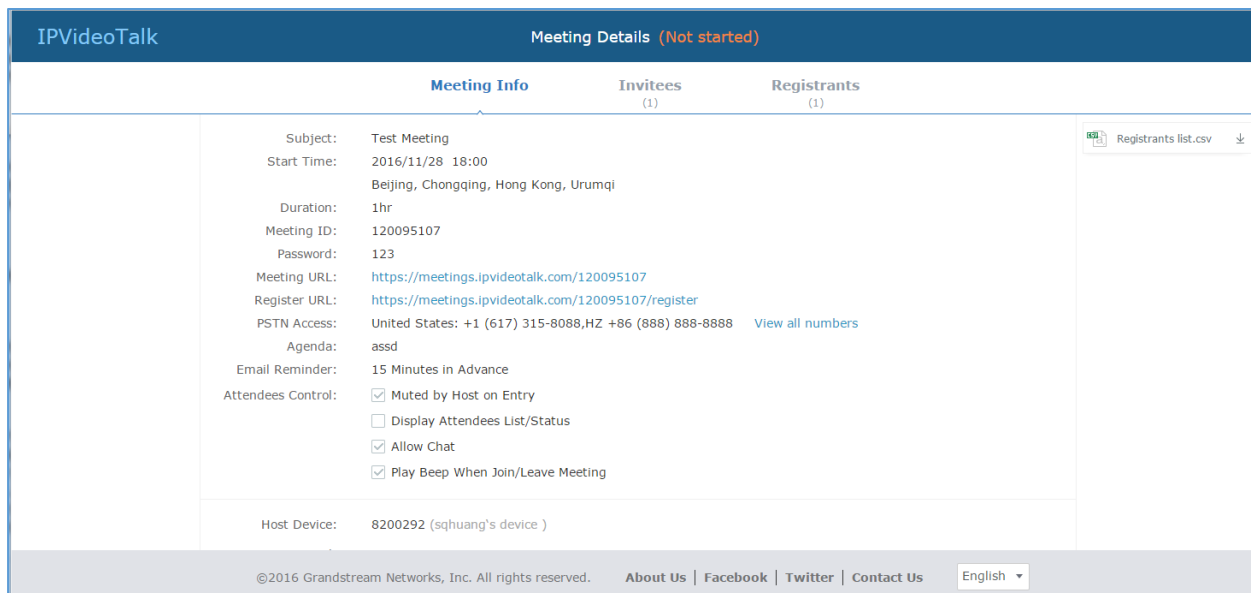 IPVideoTalk
Meeting Details (Not started)
Meeting Info Invitees Registrants
(1) (1)
Registrants list.csv
Subject: Test Meeting
Start Time: 2016/11/28 18:00
Beijing, Chongqing, Hong Kong, Urumqi
Duration: 1hr
Meeting ID: 120095107
Password: 123
Meeting URL: https://meetings.ipvideotalk.com/120095107
Register URL: https://meetings.ipvideotalk.com/120095107/register
PSTN Access: United States: +1 (617) 315-8088,HZ +86 (888) 888-8888 View all numbers
Agenda: assd
Email Reminder: 15 Minutes in Advance
Attendees Control: Muted by Host on Entry
Display Attendees List/Status
Allow Chat
Play Beep When Join/Leave Meeting
Host Device: 8200292 (sqhuang's device )
©2016 Grandstream Networks, Inc. All rights reserved. About Us | Facebook | Twitter | Contact Us English